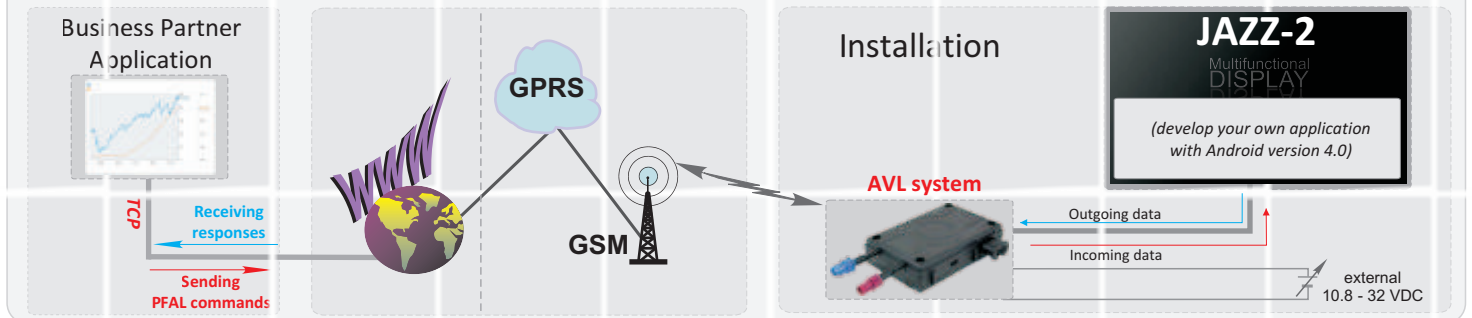 Business Partner
Application
TCP
Receiving
responses
Sending
PFAL commands
WWW
GPRS
GSM
Installation
AVL system
JAZZ-2
Multifunctional
DISPLAY
(develop your own application
with Android version 4.0)
Outgoing data
Incoming data
external
10.8 - 32 VDC